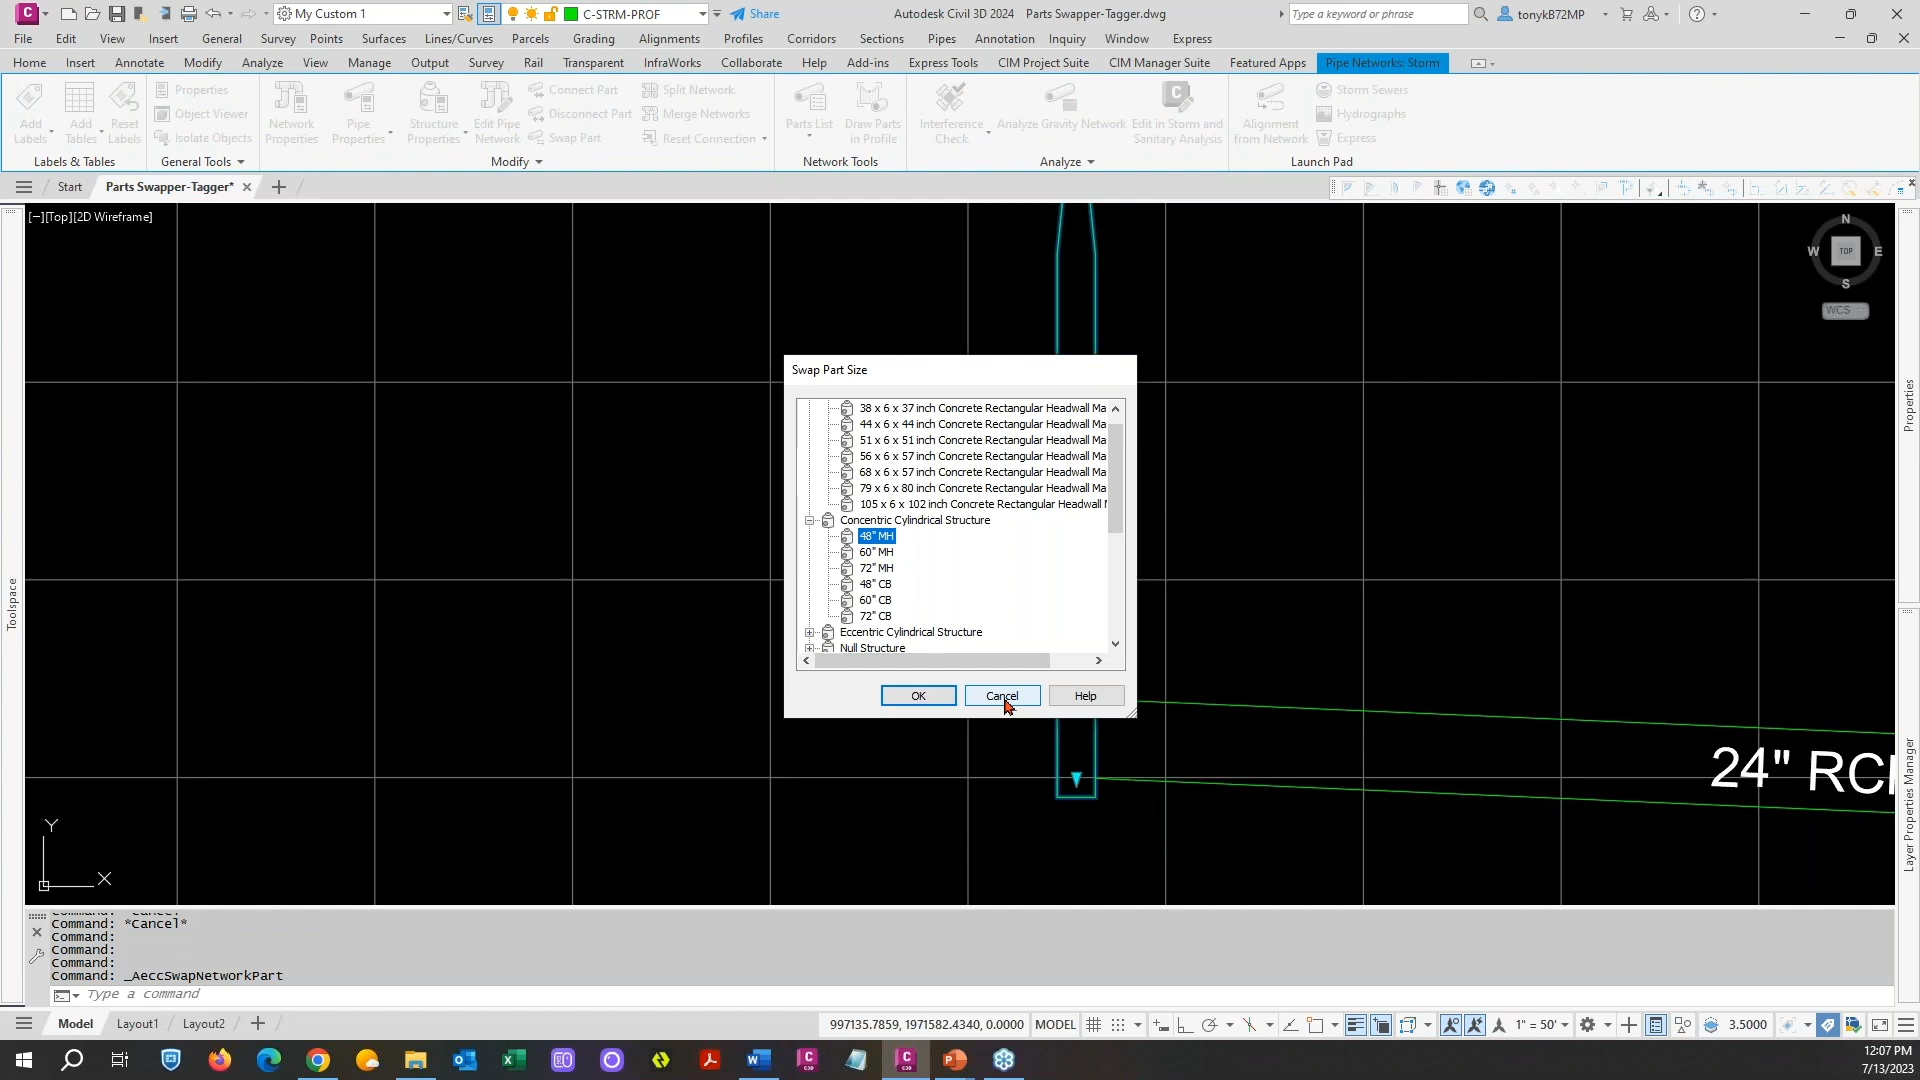 My Custom 1
C-STRM-PROF
Share
Autodesk Civil 3D 2024 Parts Swapper-Tagger.dwg
Type a keyword or phrase
tonykB72MP
File Edit View Insert General Survey Points Surfaces Lines/Curves Parcels Grading Alignments Profiles Corridors Sections Pipes Annotation Inquiry Window Express
Home Insert Annotate Modify Analyze View Manage Output Survey Rail Transparent InfraWorks Collaborate Help Add-ins Express Tools CIM Project Suite CIM Manager Suite Featured Apps Pipe Networks: Storm
Add Labels
Add Tables
Reset Labels
Labels & Tables
Properties
Object Viewer
Isolate Objects
General Tools
Network Properties
Pipe Properties
Structure Properties
Edit Pipe Network
Connect Part
Disconnect Part
Swap Part
Split Network
Merge Networks
Reset Connection
Modify
Parts List
Draw Parts in Profile
Network Tools
Interference Check
Analyze Gravity Network
Edit in Storm and Sanitary Analysis
Analyze
Alignment from Network
Storm Sewers
Hydrographs
Express
Launch Pad
Start
Parts Swapper-Tagger*
[−][Top][2D Wireframe]
N
W
TOP
E
S
WCS
Toolspace
Properties
Layer Properties Manager
Swap Part Size
38 x 6 x 37 inch Concrete Rectangular Headwall Ma
44 x 6 x 44 inch Concrete Rectangular Headwall Ma
51 x 6 x 51 inch Concrete Rectangular Headwall Ma
56 x 6 x 57 inch Concrete Rectangular Headwall Ma
68 x 6 x 57 inch Concrete Rectangular Headwall Ma
79 x 6 x 80 inch Concrete Rectangular Headwall Ma
105 x 6 x 102 inch Concrete Rectangular Headwall
Concentric Cylindrical Structure
48" MH
60" MH
72" MH
48" CB
60" CB
72" CB
Eccentric Cylindrical Structure
Null Structure
OK
Cancel
Help
24" RC
Y
X
Command: *Cancel*
Command:
Command:
Command:
Command: _AeccSwapNetworkPart
Type a command
Model
Layout1
Layout2
997135.7859, 1971582.4340, 0.0000
MODEL
1" = 50'
3.5000
12:07 PM
7/13/2023